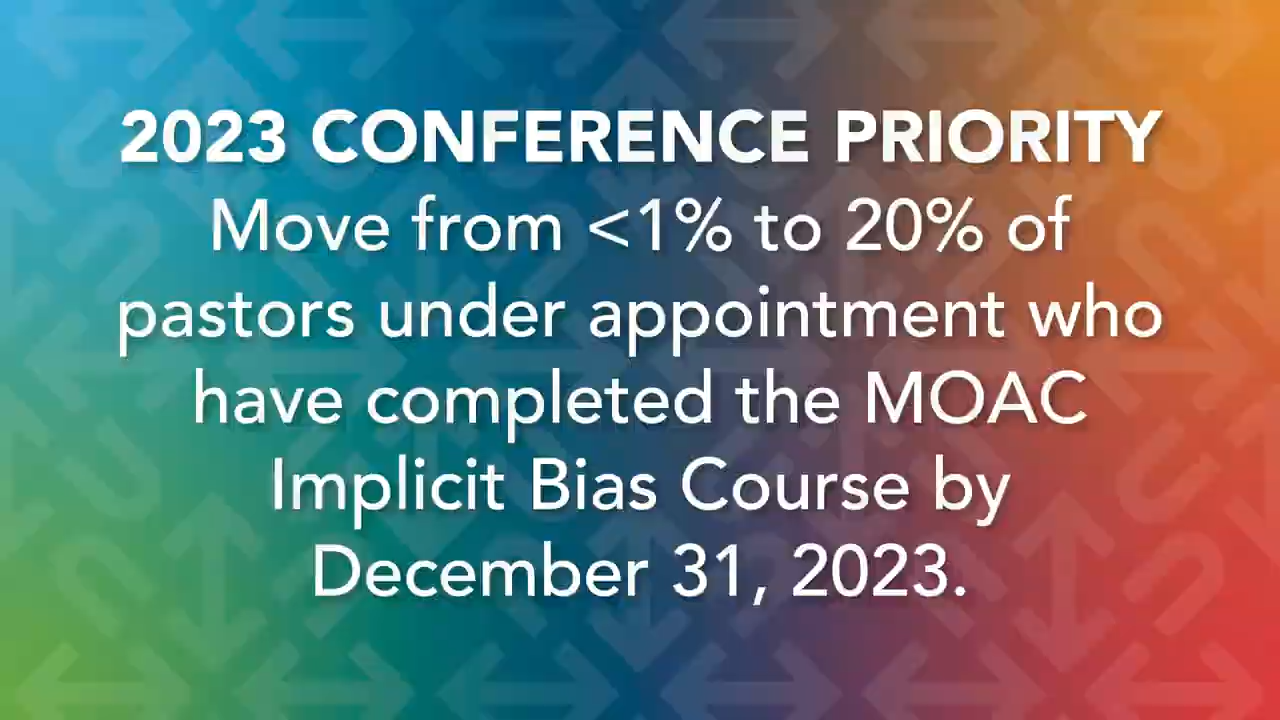 2023 CONFERENCE PRIORITY
Move from <1% to 20% of
pastors under appointment who
have completed the MOAC
Implicit Bias Course by
December 31, 2023.